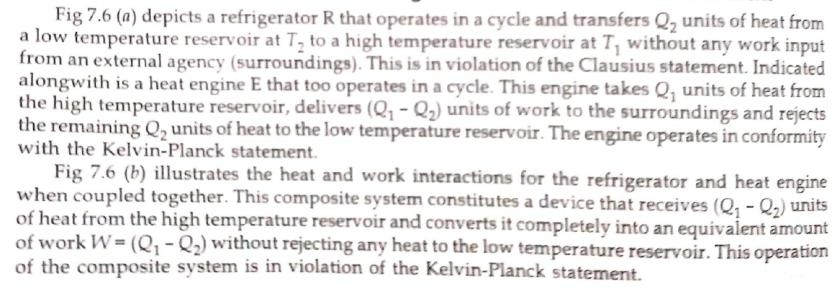 Fig 7.6 (a) depicts a refrigerator R that operates in a cycle and transfers Q₂ units of heat from
a low temperature reservoir at T₂ to a high temperature reservoir at T₁ without any work input
from an external agency (surroundings). This is in violation of the Clausius statement. Indicated
alongwith is a heat engine E that too operates in a cycle. This engine takes Q₁ units of heat from
the high temperature reservoir, delivers (Q₁ - Q₂) units of work to the surroundings and rejects
the remaining Q₂ units of heat to the low temperature reservoir. The engine operates in conformity
with the Kelvin-Planck statement.
Fig 7.6 (b) illustrates the heat and work interactions for the refrigerator and heat engine
when coupled together. This composite system constitutes a device that receives (Q₁ - Q₂) units
of heat from the high temperature reservoir and converts it completely into an equivalent amount
of work W = (Q₁ - Q₂) without rejecting any heat to the low temperature reservoir. This operation
of the composite system is in violation of the Kelvin-Planck statement.